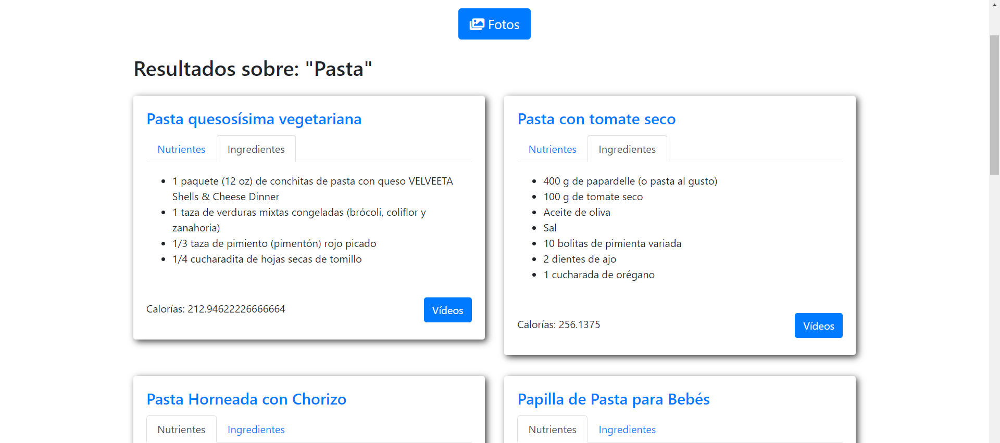 Fotos
Resultados sobre: "Pasta"
Pasta quesosísima vegetariana
Nutrientes
Ingredientes
1 paquete (12 oz) de conchitas de pasta con queso VELVEETA
Shells & Cheese Dinner
1 taza de verduras mixtas congeladas (brócoli, coliflor y
zanahoria)
1/3 taza de pimiento (pimentón) rojo picado
1/4 cucharadita de hojas secas de tomillo
Calorías: 212.94622226666664
Vídeos
Pasta con tomate seco
Nutrientes
Ingredientes
400 g de papardelle (o pasta al gusto)
100 g de tomate seco
Aceite de oliva
Sal
10 bolitas de pimienta variada
2 dientes de ajo
1 cucharada de orégano
Calorías: 256.1375
Vídeos
Pasta Horneada con Chorizo
Nutrientes
Ingredientes
Papilla de Pasta para Bebés
Nutrientes
Ingredientes